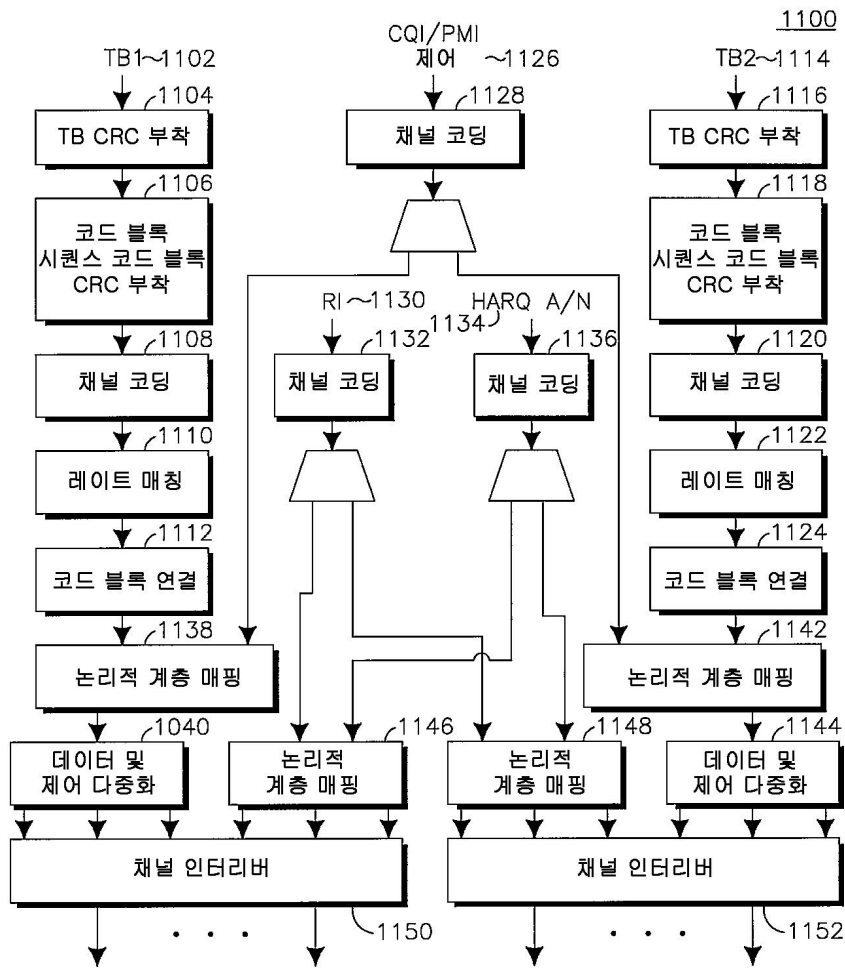 1100
TB1~1102
CQI/PMI
제어 ~1126
TB2~1114
1104
TB CRC 부착
1128
채널 코딩
1116
TB CRC 부착
1106
코드 블록
시퀀스 코드 블록
CRC 부착
1118
코드 블록
시퀀스 코드 블록
CRC 부착
RI~1130
1134 HARQ A/N
1108
채널 코딩
1132
채널 코딩
1136
채널 코딩
1120
채널 코딩
1110
레이트 매칭
1122
레이트 매칭
1112
코드 블록 연결
1124
코드 블록 연결
1138
논리적 계층 매핑
1142
논리적 계층 매핑
1040
데이터 및
제어 다중화
1146
논리적
계층 매핑
1148
논리적
계층 매핑
1144
데이터 및
제어 다중화
채널 인터리버
채널 인터리버
1150
1152
. . .
. . .